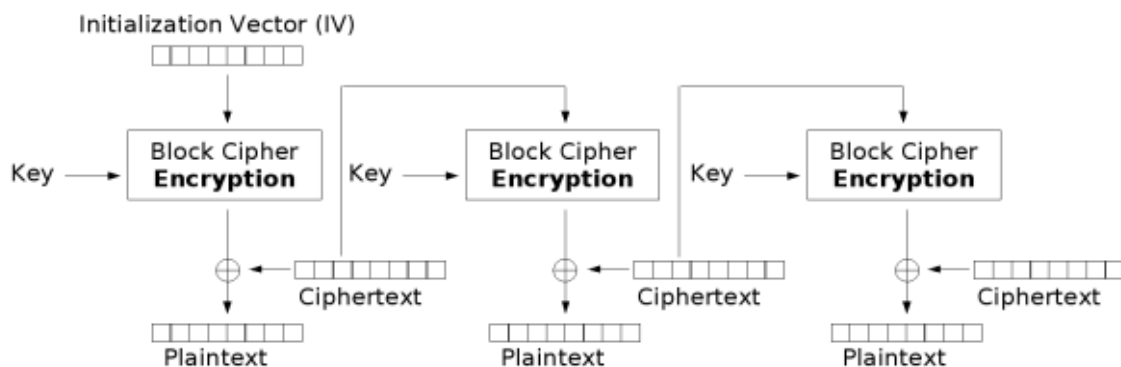 Initialization Vector (IV)
Block Cipher
Encryption
Key
Block Cipher
Encryption
Key
Block Cipher
Encryption
Key
Ciphertext
Ciphertext
Ciphertext
Plaintext
Plaintext
Plaintext